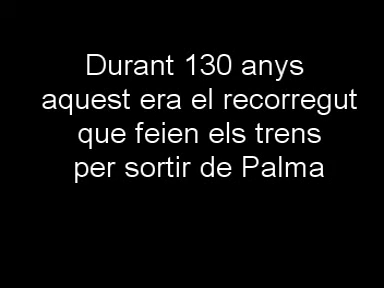 Durant 130 anys
aquest era el recorregut
que feien els trens
per sortir de Palma